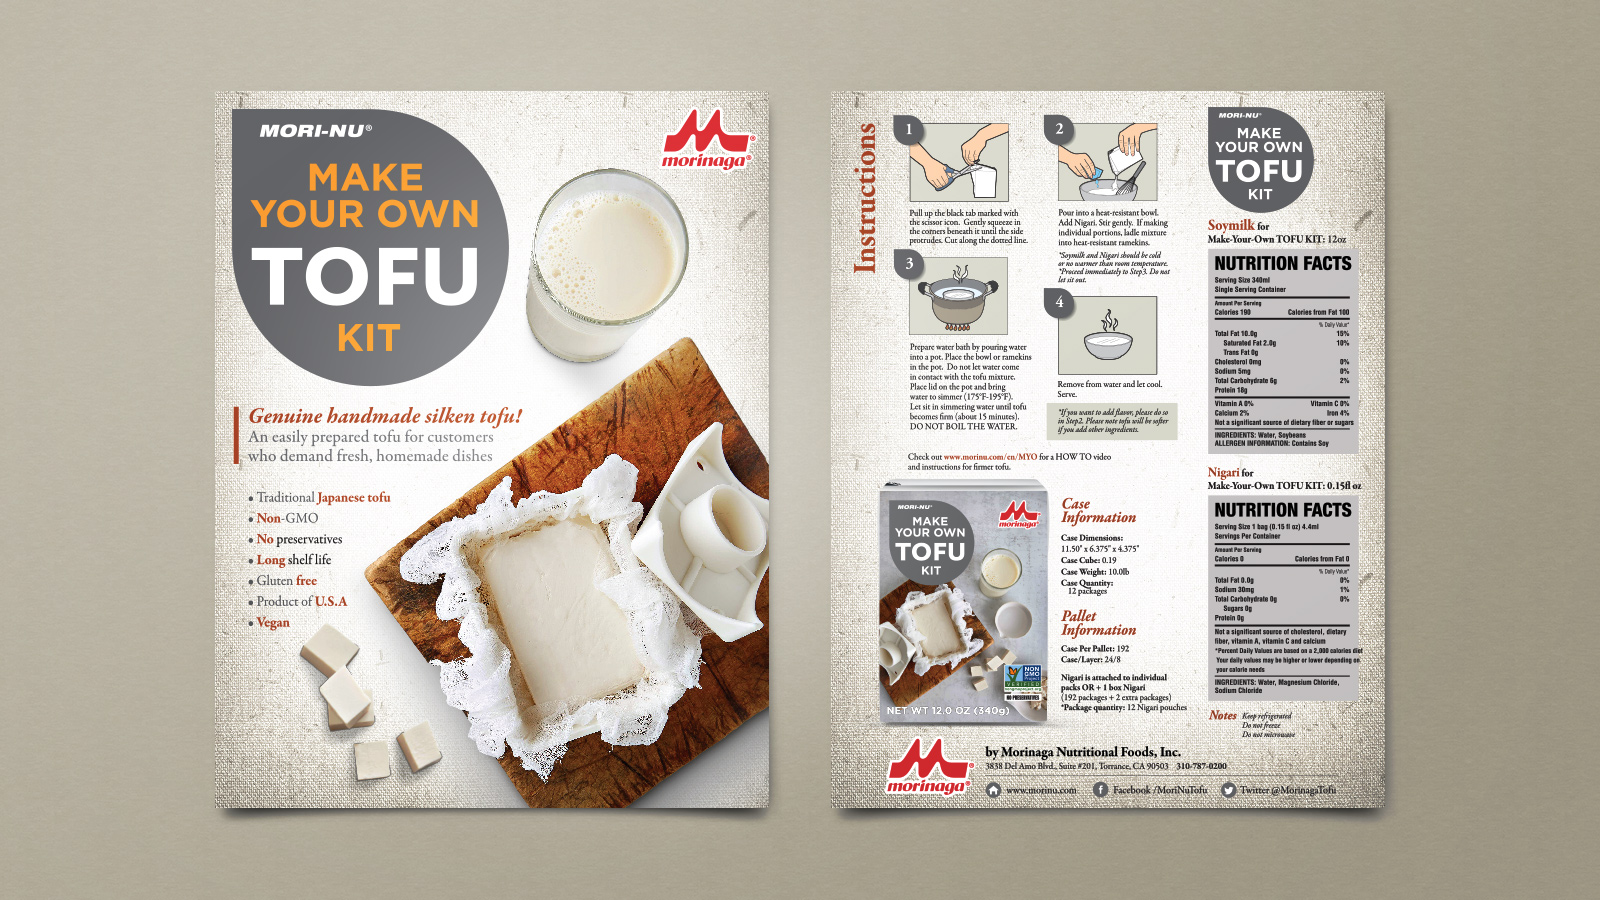 MORI-NU®
MAKE
YOUR OWN
TOFU
KIT
morinaga®
Genuine handmade silken tofu!
An easily prepared tofu for customers
who demand fresh, homemade dishes
• Traditional Japanese tofu
• Non-GMO
• No preservatives
• Long shelf life
• Gluten free
• Product of U.S.A
• Vegan
Instructions
1
Pull up the black tab marked with
the scissor icon. Gently squeeze in
the corners beneath it until the side
protrudes. Cut along the dotted line.
2
Pour into a heat-resistant bowl.
Add Nigari. Stir gently. If making
individual portions, ladle mixture
into heat-resistant ramekins.
*Soymilk and Nigari should be cold
or no warmer than room temperature.
*Proceed immediately to Step3. Do not
let sit out.
3
Prepare water bath by pouring water
into a pot. Place the bowl or ramekins
in the pot. Do not let water come
in contact with the tofu mixture.
Place lid on the pot and bring
water to simmer (175°F-195°F).
Let sit in simmering water until tofu
becomes firm (about 15 minutes).
DO NOT BOIL THE WATER.
4
Remove from water and let cool.
Serve.
*If you want to add flavor, please do so
in Step2. Please note tofu will be softer
if you add other ingredients.
Check out www.morinu.com/en/MYO for a HOW TO video
and instructions for firmer tofu.
MORI-NU®
MAKE
YOUR OWN
TOFU
KIT
morinaga®
NON
GMO
Project
VERIFIED
nongmoproject.org
NO PRESERVATIVES
NET WT 12.0 OZ (340g)
Case
Information
Case Dimensions:
11.50" x 6.375" x 4.375"
Case Cube: 0.19
Case Weight: 10.0lb
Case Quantity:
12 packages
Pallet
Information
Case Per Pallet: 192
Case/Layer: 24/8
Nigari is attached to individual
packs OR + 1 box Nigari
(192 packages + 2 extra packages)
*Package quantity: 12 Nigari pouches
MORI-NU®
MAKE
YOUR OWN
TOFU
KIT
Soymilk for
Make-Your-Own TOFU KIT: 12oz
NUTRITION FACTS
Serving Size 340ml
Single Serving Container
Amount Per Serving
Calories 190 Calories from Fat 100
% Daily Value*
Total Fat 10.0g 15%
Saturated Fat 2.0g 10%
Trans Fat 0g
Cholesterol 0mg 0%
Sodium 5mg 0%
Total Carbohydrate 6g 2%
Protein 18g
Vitamin A 0% Vitamin C 0%
Calcium 2% Iron 4%
Not a significant source of dietary fiber or sugars
INGREDIENTS: Water, Soybeans
ALLERGEN INFORMATION: Contains Soy
Nigari for
Make-Your-Own TOFU KIT: 0.15fl oz
NUTRITION FACTS
Serving Size 1 bag (0.15 fl oz) 4.4ml
Servings Per Container
Amount Per Serving
Calories 0 Calories from Fat 0
% Daily Value*
Total Fat 0.0g 0%
Sodium 30mg 1%
Total Carbohydrate 0g 0%
Sugars 0g
Protein 0g
Not a significant source of cholesterol, dietary
fiber, vitamin A, vitamin C and calcium
*Percent Daily Values are based on a 2,000 calories diet
Your daily values may be higher or lower depending on
your calorie needs
INGREDIENTS: Water, Magnesium Chloride,
Sodium Chloride
Notes Keep refrigerated
Do not freeze
Do not microwave
morinaga®
by Morinaga Nutritional Foods, Inc.
3838 Del Amo Blvd., Suite #201, Torrance, CA 90503 310-787-0200
www.morinu.com Facebook /MoriNuTofu Twitter @MorinagaTofu